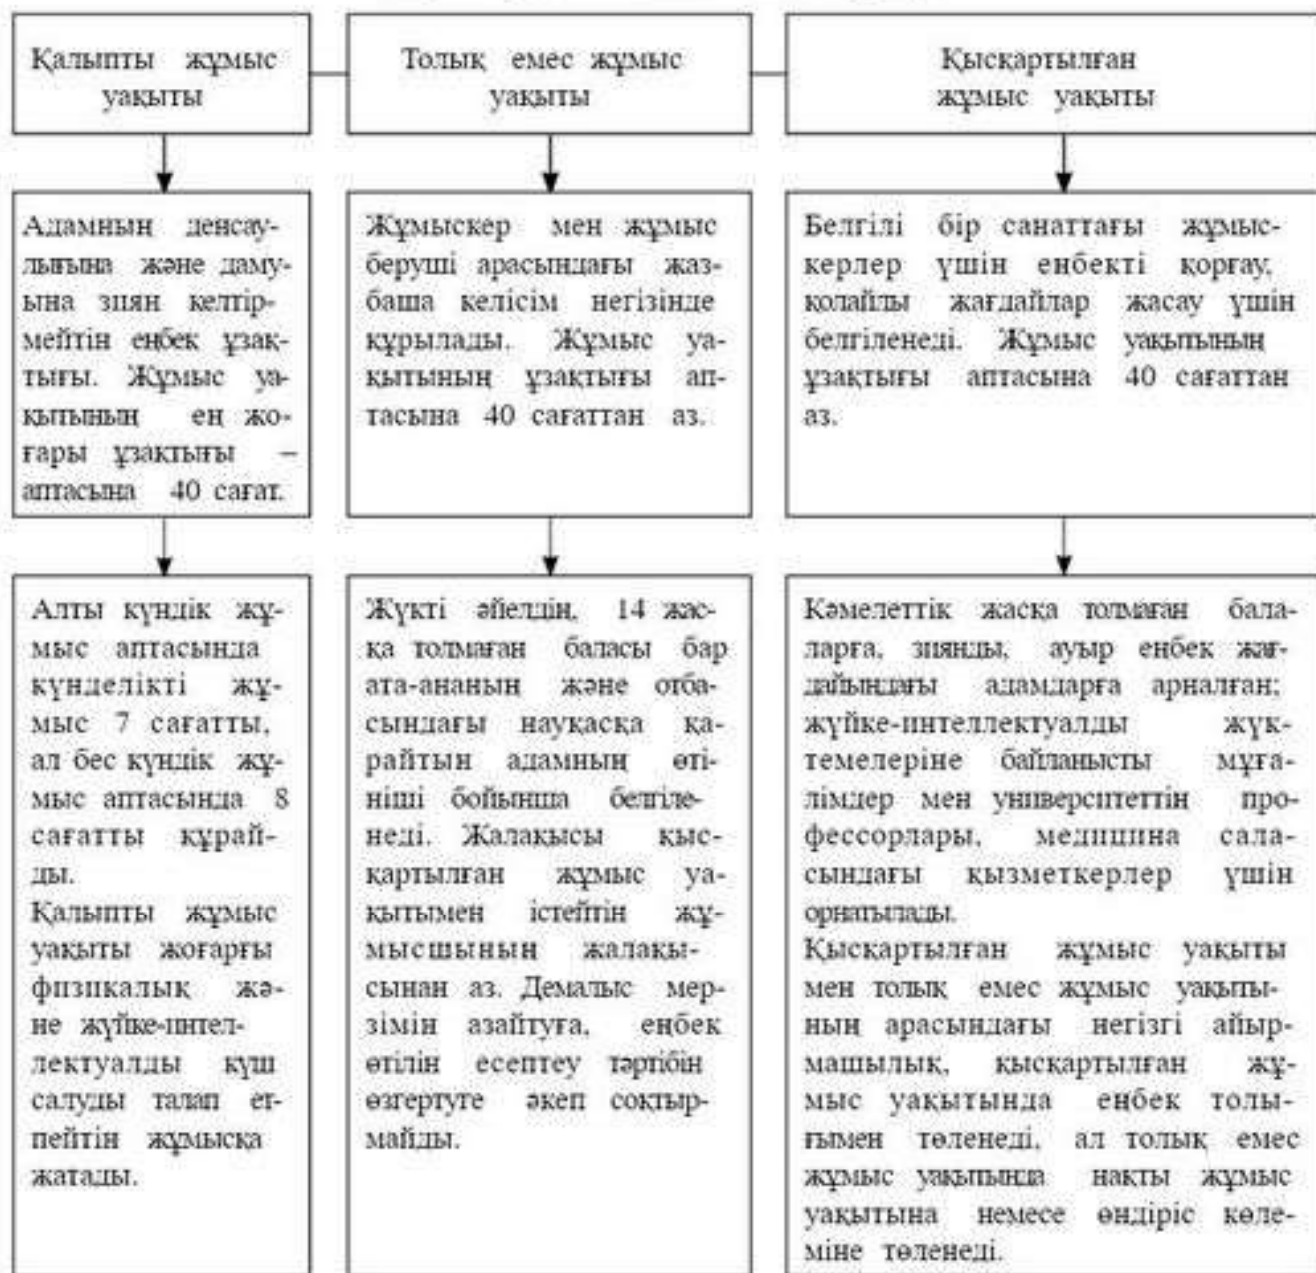 Қалыпты жұмыс
уақыты
Толық емес жұмыс
уақыты
Қысқартылған
жұмыс уақыты
Адамның денсау-
лығына және даму-
ына зиян келтір-
мейтін еңбек ұзақ-
тығы. Жұмыс уа-
қытының ең жо-
ғары ұзақтығы –
аптасына 40 сағат.
Жұмыскер мен жұмыс
беруші арасындағы жаз-
баша келісім негізінде
құрылады. Жұмыс уа-
қытының ұзақтығы ап-
тасына 40 сағаттан аз.
Белгілі бір санаттағы жұмыс-
керлер үшін еңбекті қорғау,
қолайлы жағдайлар жасау үшін
белгіленеді. Жұмыс уақытының
ұзақтығы аптасына 40 сағаттан
аз.
Алты күндік жұ-
мыс аптасында
күнделікті жұ-
мыс 7 сағатты,
ал бес күндік жұ-
мыс аптасында 8
сағатты құрай-
ды.
Қалыпты жұмыс
уақыты жоғарғы
физикалық жә-
не жүйке-интел-
лектуалды күш
салуды талап ет-
пейтін жұмысқа
жатады.
Жүкті әйелдің, 14 жас-
қа толмаған баласы бар
ата-ананың және отба-
сындағы науқасқа қа-
райтын адамның өті-
ніші бойынша белгіле-
неді. Жалақысы қыс-
қартылған жұмыс уа-
қытымен істейтін жұ-
мысшының жалақы-
сынан аз. Демалыс мер-
зімін азайтуға, еңбек
өтілін есептеу тәртібін
өзгертуге әкеп соқтыр-
майды.
Кәмелеттік жасқа толмаған бала-
ларға, зиянды, ауыр еңбек жағ-
дайындағы адамдарға арналған;
жүйке-интеллектуалды жүк-
темелеріне байланысты мұға-
лімдер мен университеттің про-
фессорлары, медицина сала-
сындағы қызметкерлер үшін
орнатылады.
Қысқартылған жұмыс уақыты
мен толық емес жұмыс уақыты-
ның арасындағы негізгі айыр-
машылық, қысқартылған жұ-
мыс уақытында еңбек толы-
ғымен төленеді, ал толық емес
жұмыс уақытында нақты жұмыс
уақытына немесе өндіріс көле-
міне төленеді.